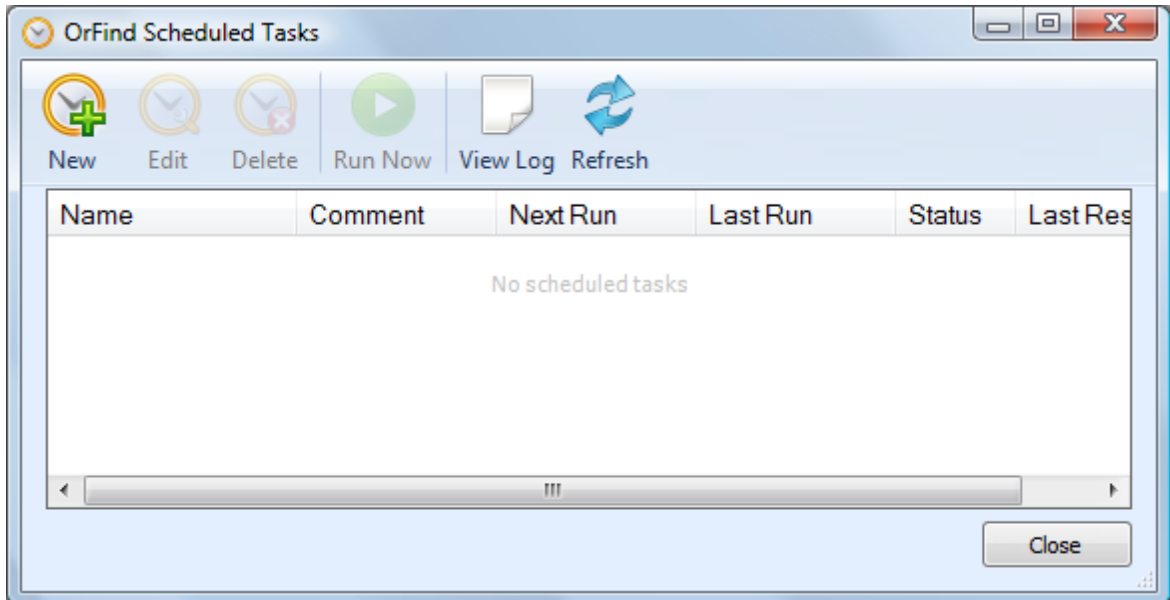 OrFind Scheduled Tasks
New Edit Delete Run Now View Log Refresh
Name Comment Next Run Last Run Status Last Res
No scheduled tasks
Close